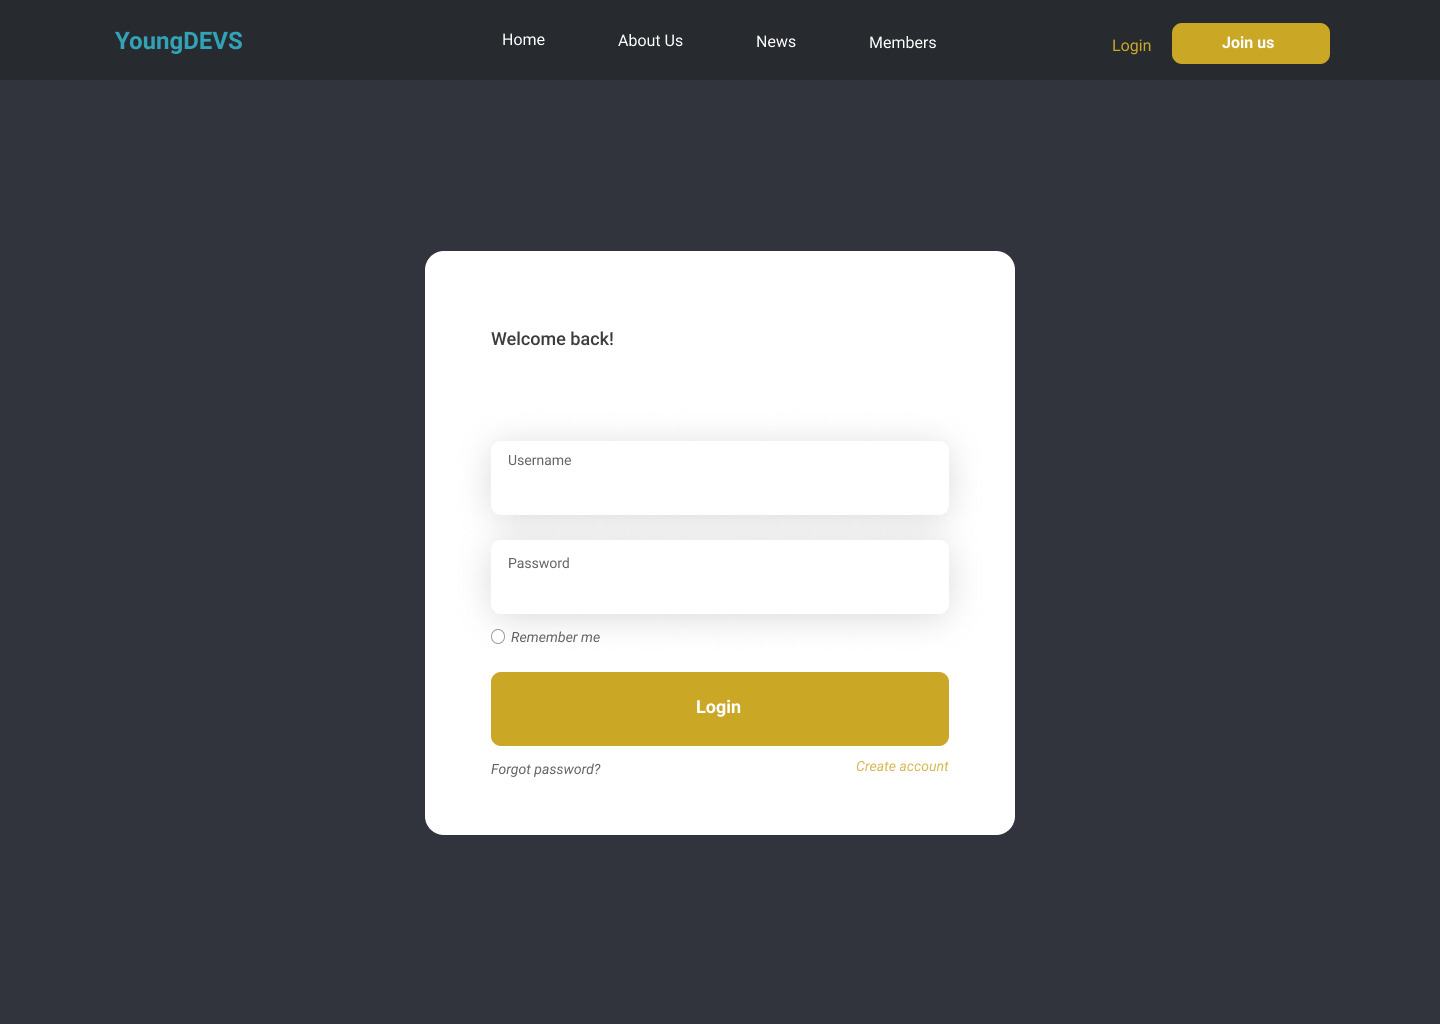 YoungDEVS
Home
About Us
News
Members
Login
Join us
Welcome back!
Username
Password
Remember me
Login
Forgot password?
Create account